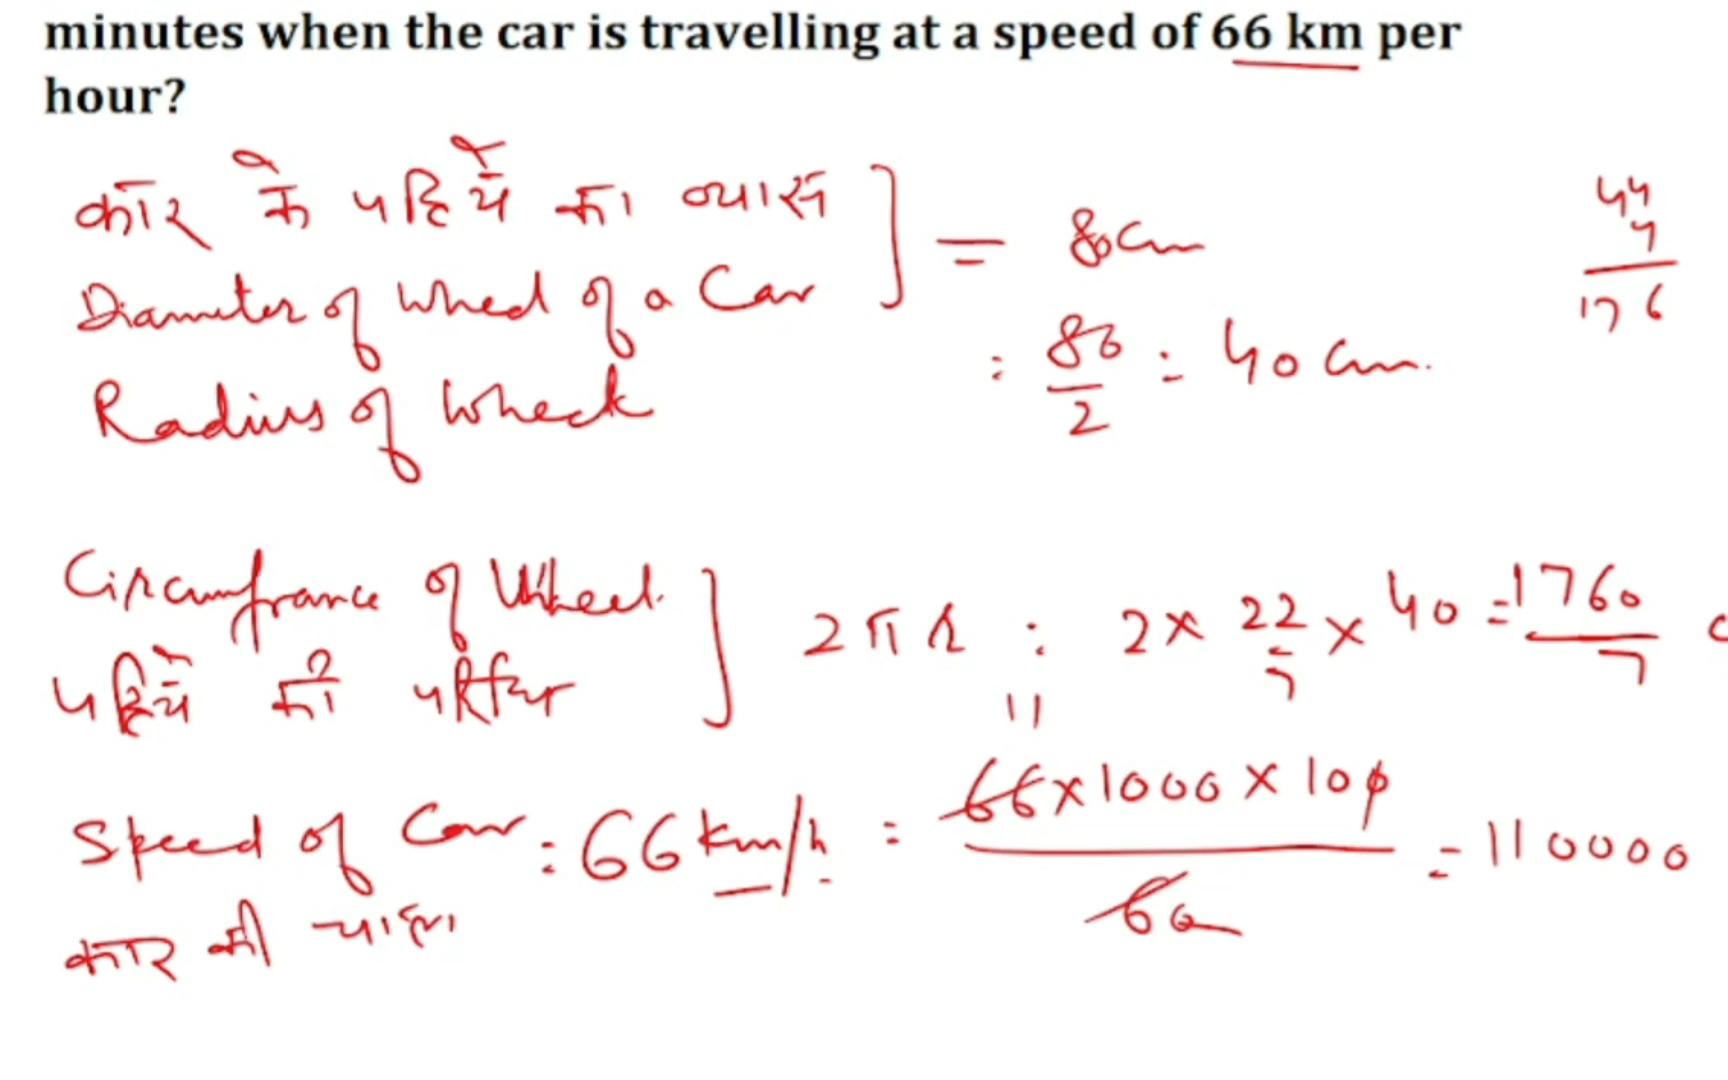 minutes when the car is travelling at a speed of 66 km per
hour?
कार के पहिये का व्यास ] = 80cm
Diameter of Wheel of a Car
44
4
176
Radius of Wheel = 80/2 = 40 cm.
Circumfrance of Wheel. ] 2πr = 2 × 22/7 × 40 = 1760/7 c
पहिये की परिधि
11
Speed of Car = 66 km/h = 66×1000×100/60 = 110000
कार की चाल